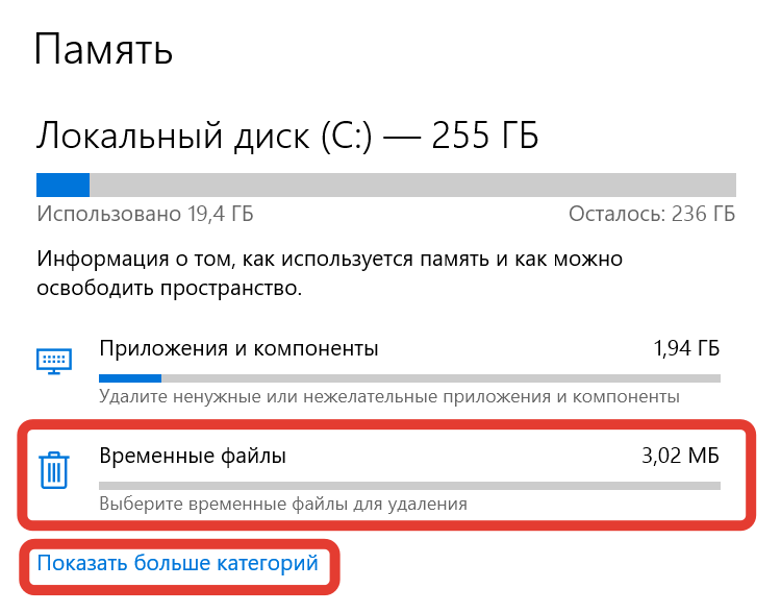 Память
Локальный диск (C:) — 255 ГБ
Использовано 19,4 ГБ
Осталось: 236 ГБ
Информация о том, как используется память и как можно
освободить пространство.
Приложения и компоненты
1,94 ГБ
Удалите ненужные или нежелательные приложения и компоненты
Временные файлы
3,02 МБ
Выберите временные файлы для удаления
Показать больше категорий